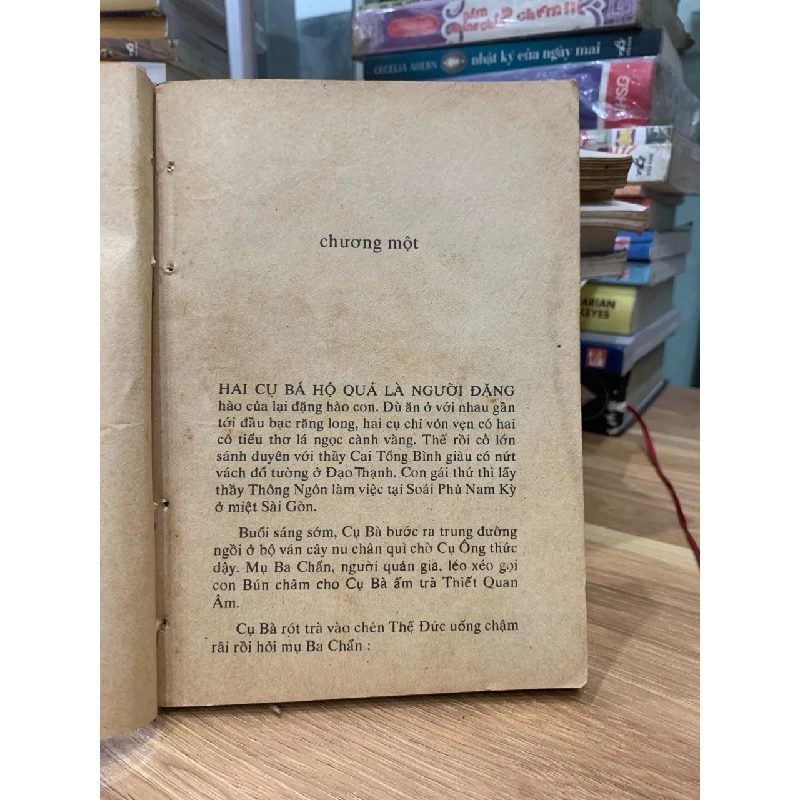 CECELIA AHERN nhật ký của ngày mai
chương một
HAI CỤ BÁ HỘ QUẢ LÀ NGƯỜI ĐẶNG
hào của lại đặng hào con. Dù ăn ở với nhau gần
tới đầu bạc răng long, hai cụ chỉ vỏn vẹn có hai
cô tiểu thơ lá ngọc cành vàng. Thế rồi cô lớn
sánh duyên với thầy Cai Tổng Bình giàu có nứt
vách đổ tường ở Đạo Thạnh. Con gái thứ thì lấy
thầy Thông Ngôn làm việc tại Soái Phủ Nam Kỳ
ở miệt Sài Gòn.
Buổi sáng sớm, Cụ Bà bước ra trung đường
ngồi ở bộ ván cây nu chân quì chờ Cụ Ông thức
dậy. Mụ Ba Chẩn, người quản gia, léo xéo gọi
con Bún châm cho Cụ Bà ấm trà Thiết Quan
Âm.
Cụ Bà rót trà vào chén Thế Đức uống chậm
rãi rồi hỏi mụ Ba Chẩn :